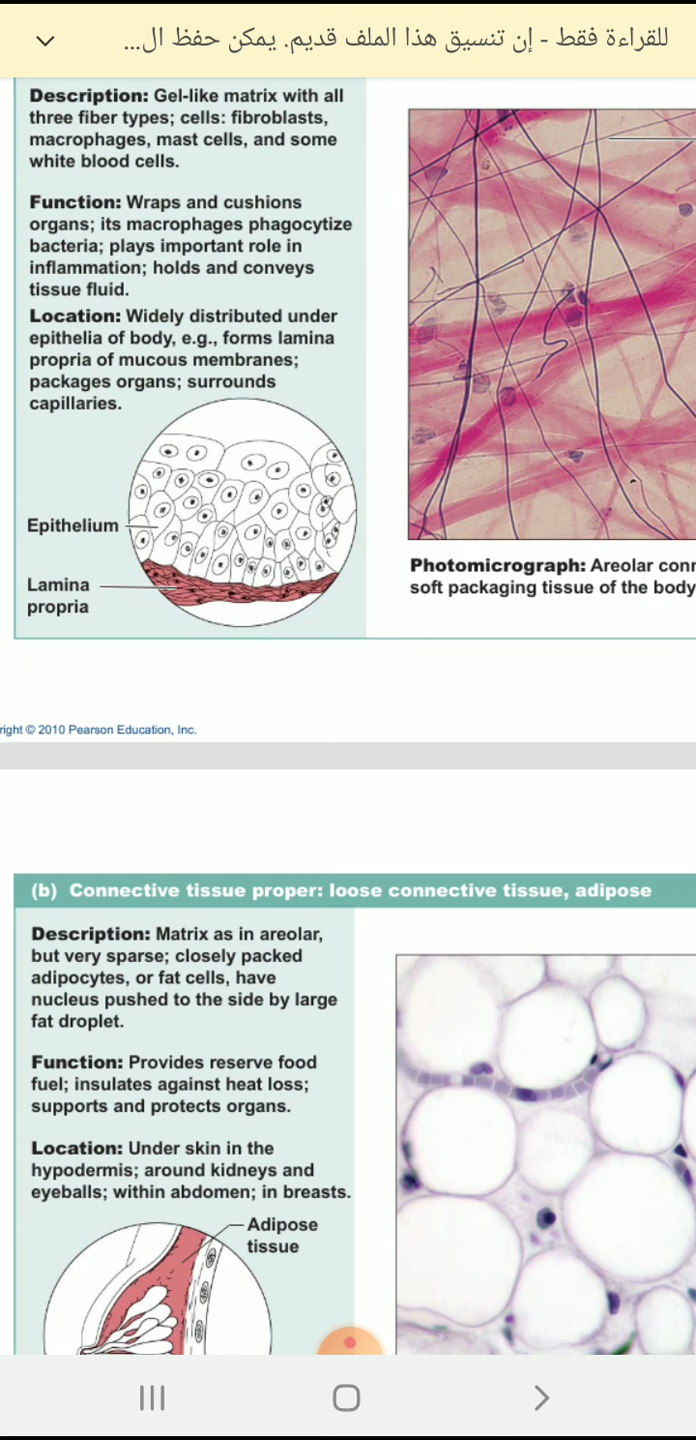 للقراءة فقط - إن تنسيق هذا الملف قديم. يمكن حفظ ال...
Description: Gel-like matrix with all
three fiber types; cells: fibroblasts,
macrophages, mast cells, and some
white blood cells.
Function: Wraps and cushions
organs; its macrophages phagocytize
bacteria; plays important role in
inflammation; holds and conveys
tissue fluid.
Location: Widely distributed under
epithelia of body, e.g., forms lamina
propria of mucous membranes;
packages organs; surrounds
capillaries.
Epithelium
Lamina
propria
Photomicrograph: Areolar conn
soft packaging tissue of the body
right © 2010 Pearson Education, Inc.
(b) Connective tissue proper: loose connective tissue, adipose
Description: Matrix as in areolar,
but very sparse; closely packed
adipocytes, or fat cells, have
nucleus pushed to the side by large
fat droplet.
Function: Provides reserve food
fuel; insulates against heat loss;
supports and protects organs.
Location: Under skin in the
hypodermis; around kidneys and
eyeballs; within abdomen; in breasts.
Adipose
tissue